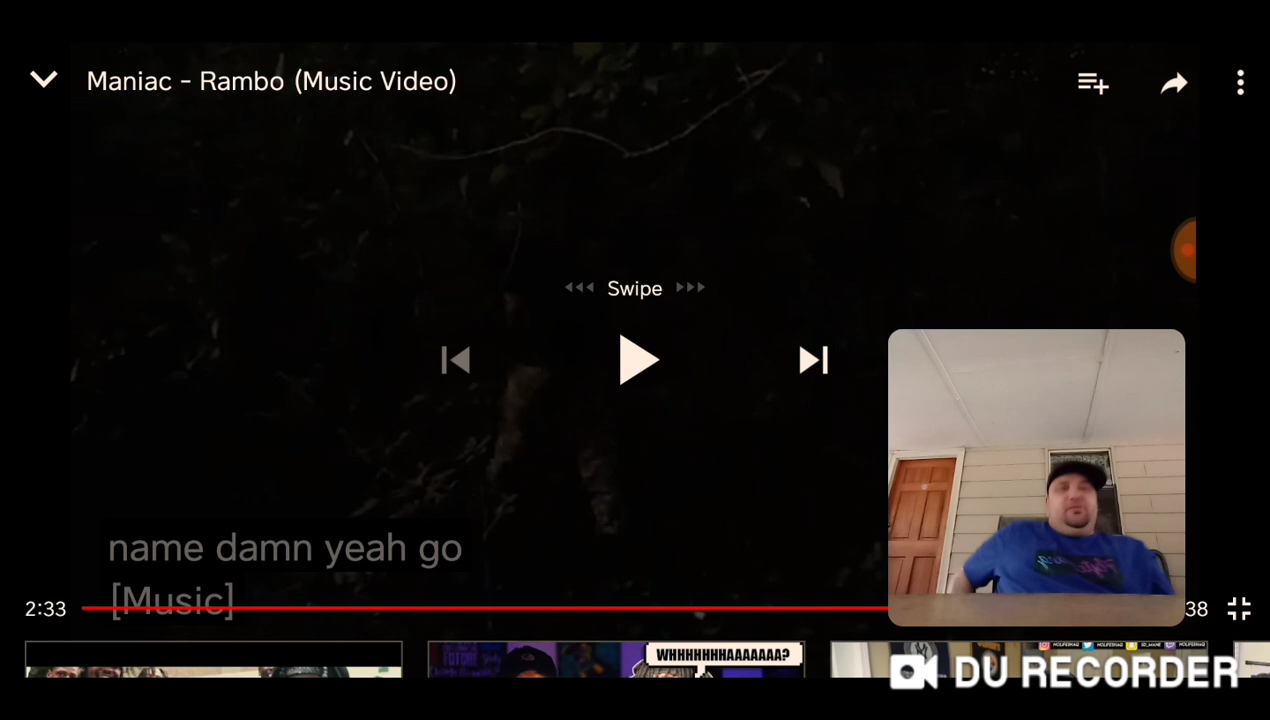 Maniac - Rambo (Music Video)
Swipe
name damn yeah go
[Music]
2:33
38
WHHHHHHHAAAAAAA?
DU RECORDER